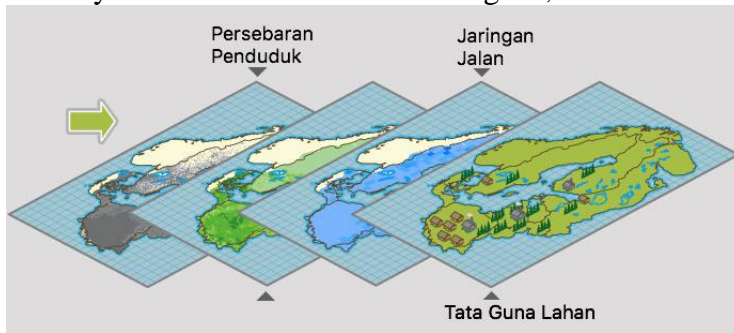 Persebaran
Penduduk
Jaringan
Jalan
Tata Guna Lahan